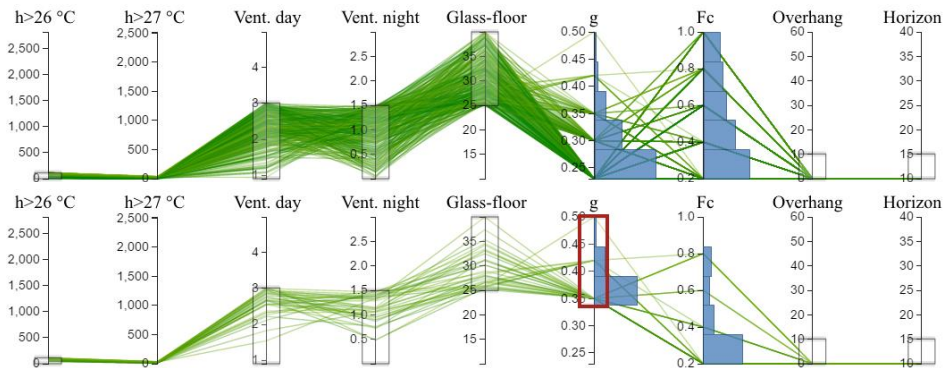 h>26 °C h>27 °C Vent. day Vent. night Glass-floor g Fc Overhang Horizon
2,500 0.50 1.0 60 40
2,500
35 0.45 50 35
2,000 2,000 4 0.8
1,500 1,500 30 0.40 40 30
3 1.5 25 0.6 30 25
1,000 1,000 0.35
1.0 20 20 20
500 500 2 0.30 0.4
0.5 15 10 15
0.25
0 0 1 0.2 0 10
h>26 °C h>27 °C Vent. day Vent. night Glass-floor g Fc Overhang Horizon
2,500 0.50 1.0 60 40
2,500
35 0.45 50 35
2,000 2,000 4 0.8
1,500 1,500 30 0.40 40 30
3 1.5 25 0.6 30 25
1,000 1,000 0.35
1.0 20 20 20
500 500 2 0.30 0.4
0.5 15 10 15
0.25
0 0 1 0.2 0 10